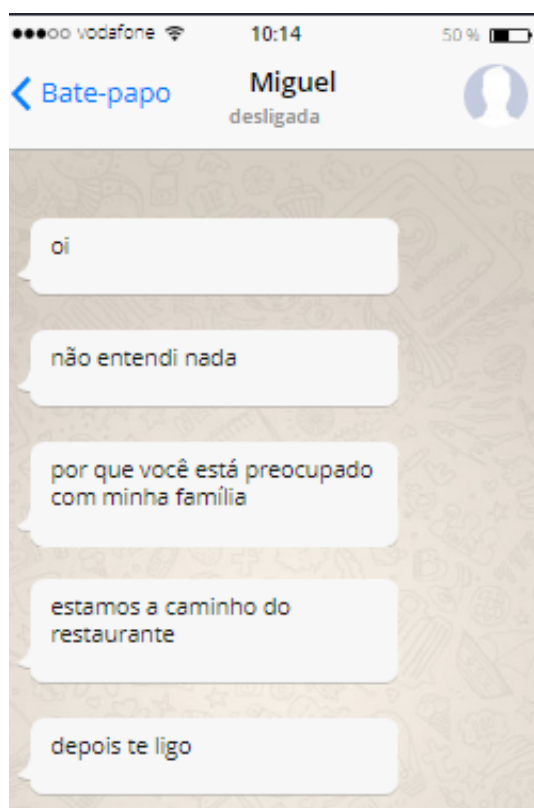 vodafone 10:14 50 %
Bate-papo Miguel
desligada
oi
não entendi nada
por que você está preocupado
com minha família
estamos a caminho do
restaurante
depois te ligo